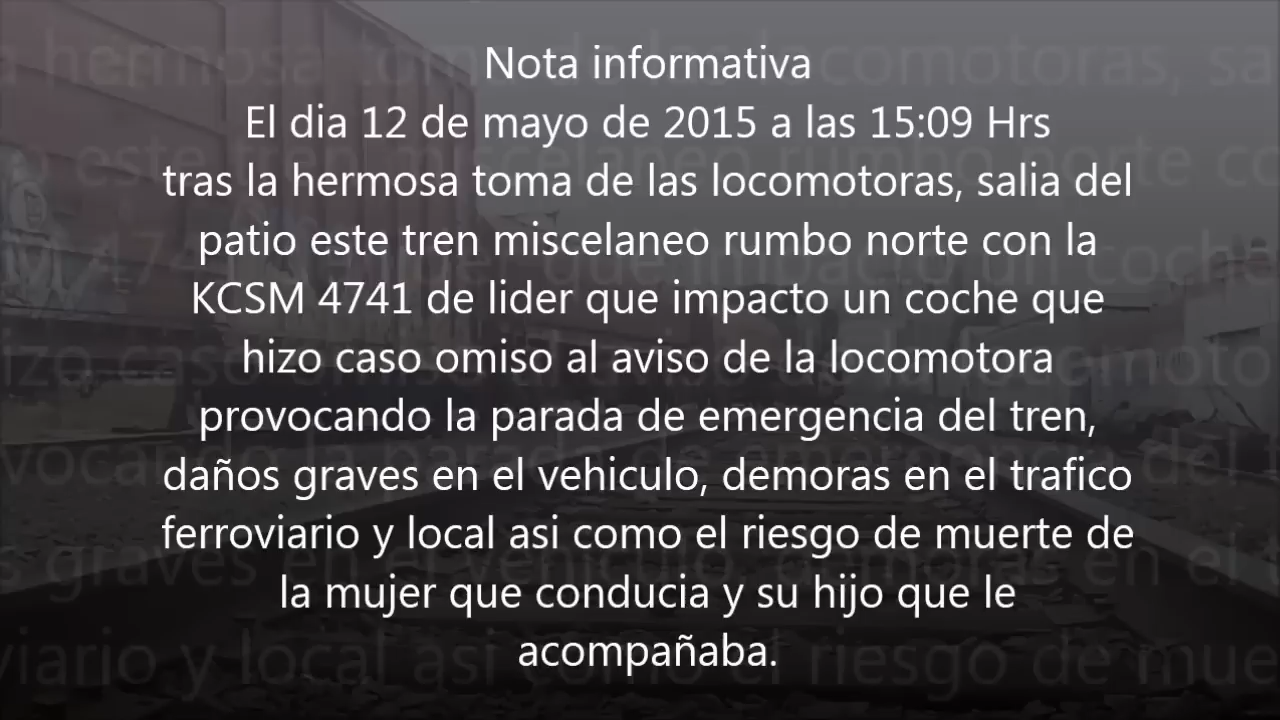 Nota informativa
El dia 12 de mayo de 2015 a las 15:09 Hrs
tras la hermosa toma de las locomotoras, salia del
patio este tren miscelaneo rumbo norte con la
KCSM 4741 de lider que impacto un coche que
hizo caso omiso al aviso de la locomotora
provocando la parada de emergencia del tren,
daños graves en el vehiculo, demoras en el trafico
ferroviario y local asi como el riesgo de muerte de
la mujer que conducia y su hijo que le
acompañaba.